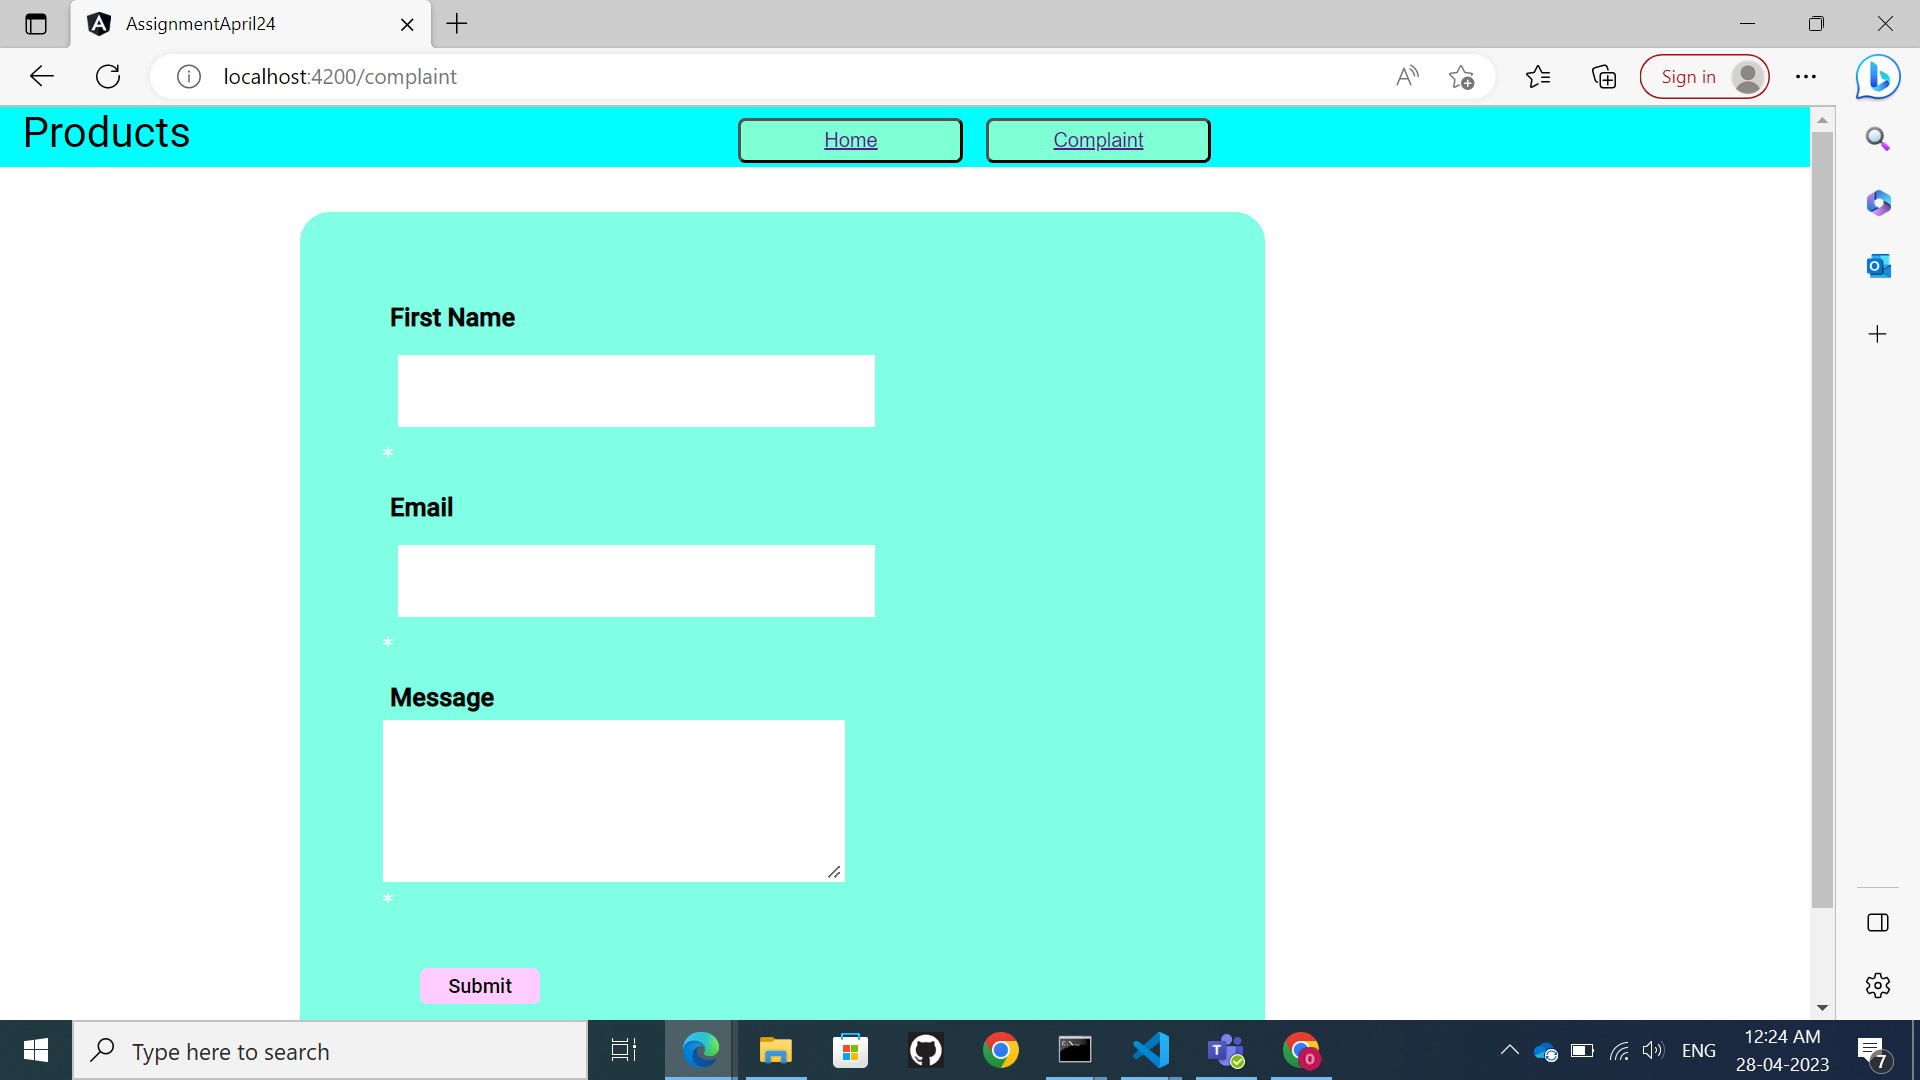 AssignmentApril24
localhost:4200/complaint
Sign in
Products
Home
Complaint
First Name
*
Email
*
Message
*
Submit
Type here to search
ENG
12:24 AM
28-04-2023
7